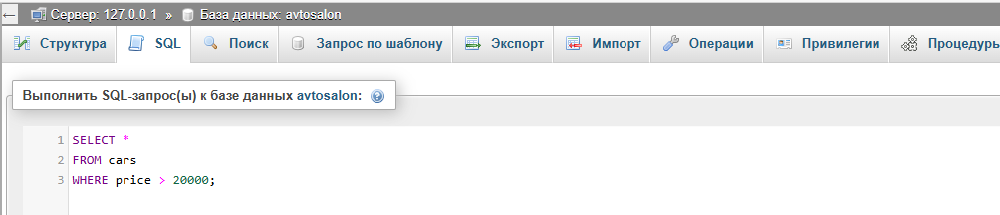 ← Сервер: 127.0.0.1 » База данных: avtosalon
Структура SQL Поиск Запрос по шаблону Экспорт Импорт Операции Привилегии Процедуры
Выполнить SQL-запрос(ы) к базе данных avtosalon:
1 SELECT *
2 FROM cars
3 WHERE price > 20000;